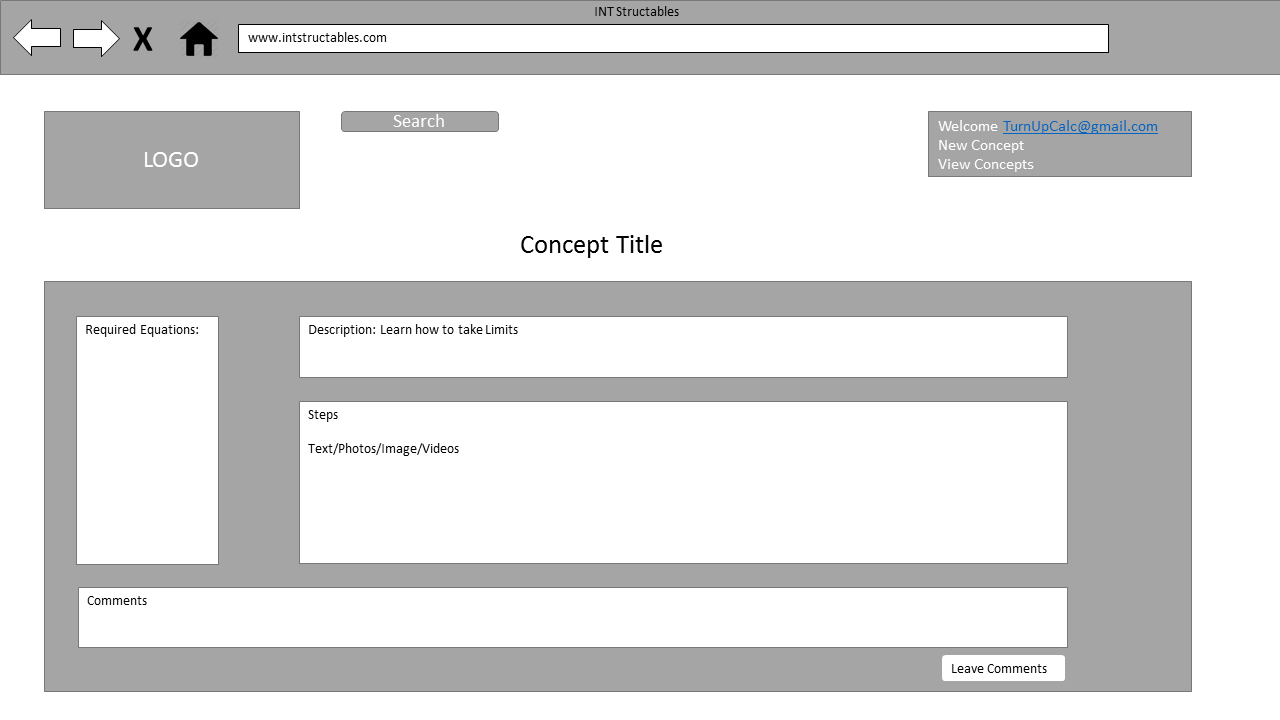 INT Structables
X
www.intstructables.com
LOGO
Search
Welcome TurnUpCalc@gmail.com
New Concept
View Concepts
Concept Title
Required Equations:
Description: Learn how to take Limits
Steps
Text/Photos/Image/Videos
Comments
Leave Comments